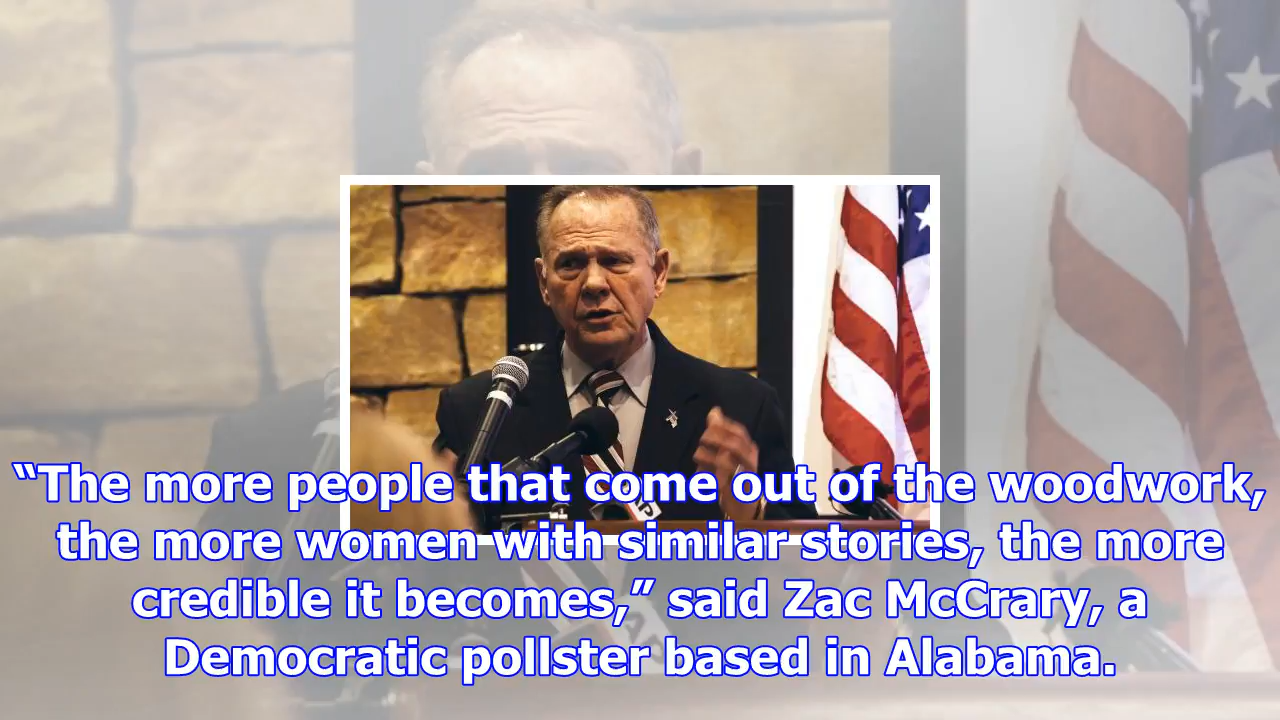 “The more people that come out of the woodwork,
the more women with similar stories, the more
credible it becomes,” said Zac McCrary, a
Democratic pollster based in Alabama.